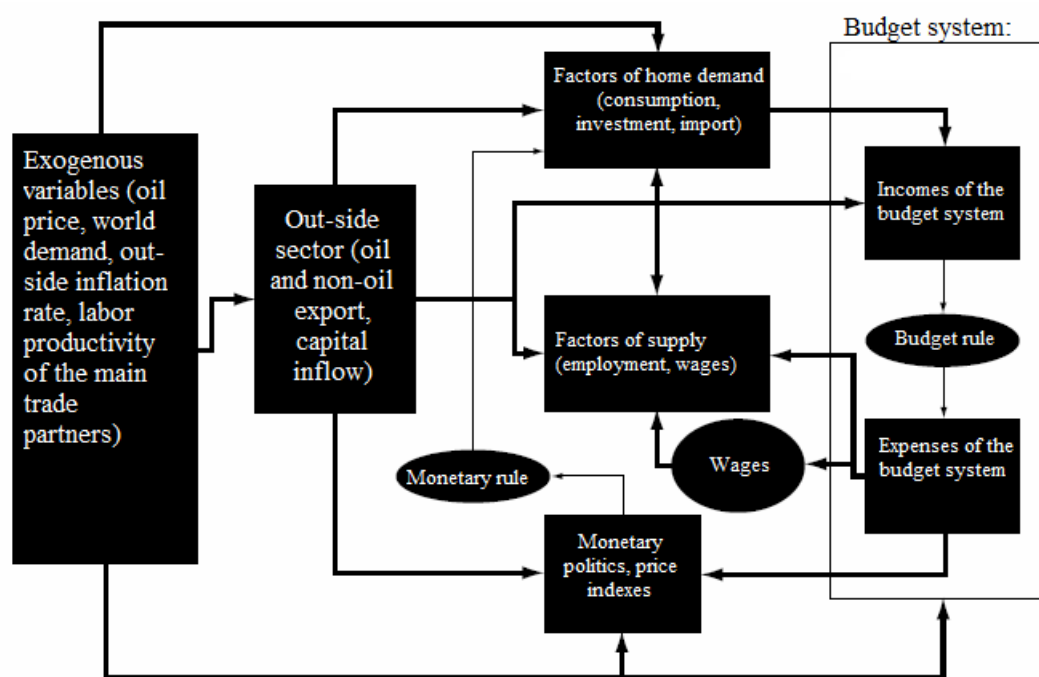 Budget system:
Factors of home demand
(consumption,
investment, import)
Exogenous
variables (oil
price, world
demand, out-
side inflation
rate, labor
productivity
of the main
trade
partners)
Out-side
sector (oil
and non-oil
export,
capital
inflow)
Incomes of the
budget system
Factors of supply
(employment, wages)
Budget rule
Monetary rule
Wages
Expenses of the
budget system
Monetary
politics, price
indexes